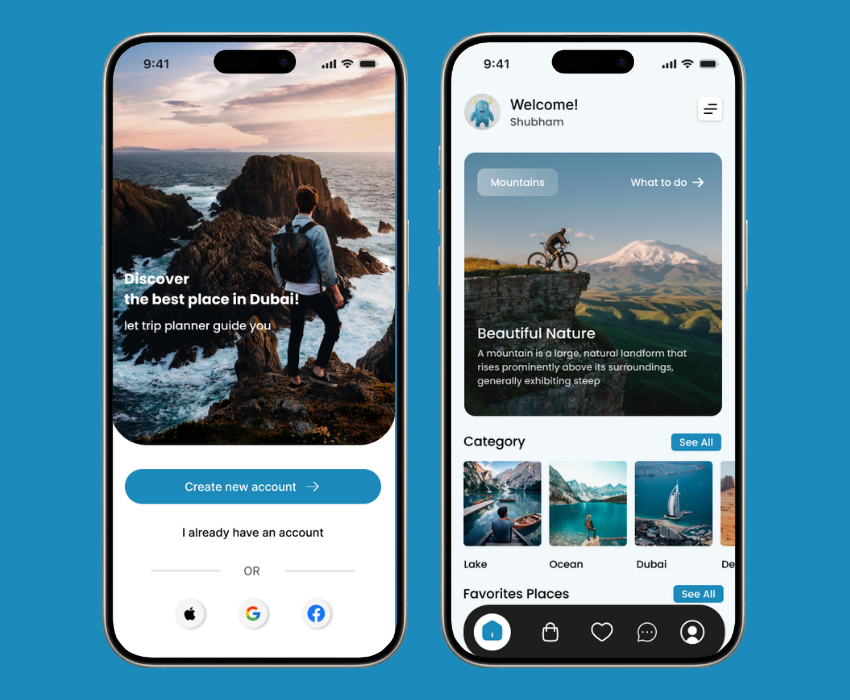 9:41
Discover
the best place in Dubai!
let trip planner guide you
Create new account
I already have an account
OR
9:41
Welcome!
Shubham
Mountains
What to do
Beautiful Nature
A mountain is a large, natural landform that
rises prominently above its surroundings,
generally exhibiting steep
Category
See All
Lake
Ocean
Dubai
De
Favorites Places
See All